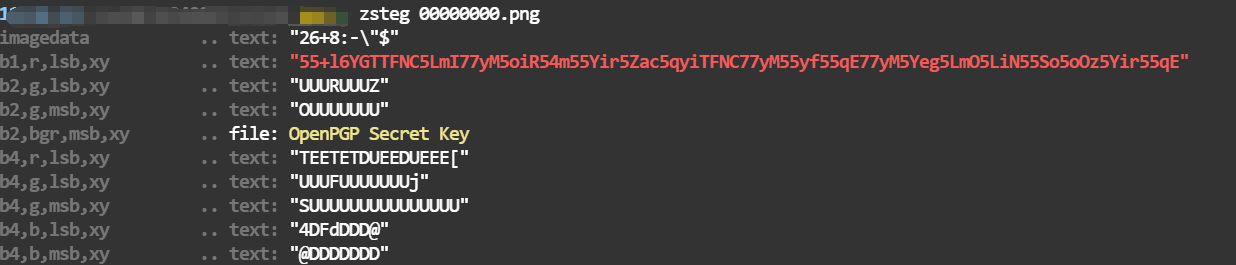 zsteg 00000000.png
imagedata .. text: "26+8:-\"$"
b1,r,lsb,xy .. text: "55+l6YGTTFNC5LmI77yM5oiR54m55Yir5Zac5qyiTFNC77yM55yf55qE77yM5Yeg5LmO5LiN55So5oOz5Yir55qE"
b2,g,lsb,xy .. text: "UUURUUUZ"
b2,g,msb,xy .. text: "OUUUUUUU"
b2,bgr,msb,xy .. file: OpenPGP Secret Key
b4,r,lsb,xy .. text: "TEETETDUEEDUEEE["
b4,g,lsb,xy .. text: "UUUFUUUUUUUj"
b4,g,msb,xy .. text: "SUUUUUUUUUUUUUUU"
b4,b,lsb,xy .. text: "4DFdDDD@"
b4,b,msb,xy .. text: "@DDDDDDD"